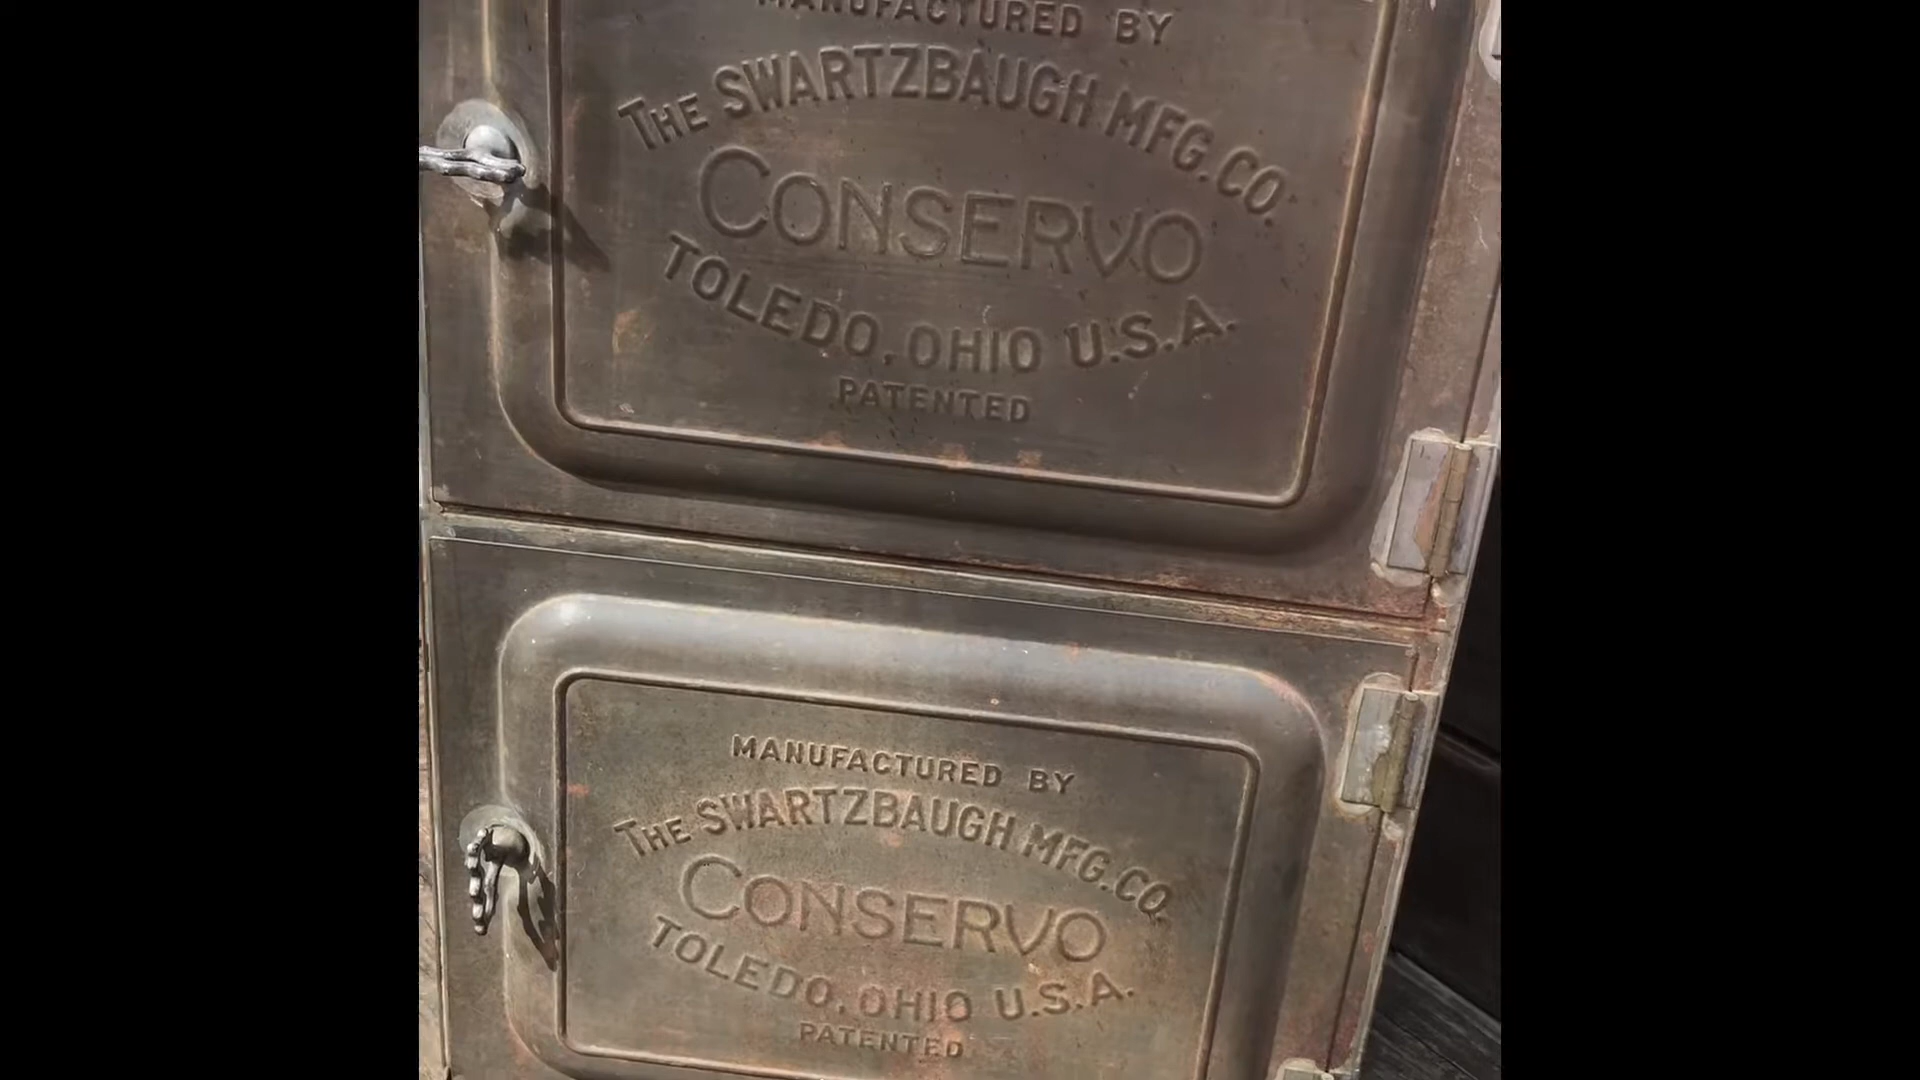 MANUFACTURED BY
THE SWARTZBAUGH MFG. CO.
CONSERVO
TOLEDO, OHIO U.S.A.
PATENTED
MANUFACTURED BY
THE SWARTZBAUGH MFG. CO.
CONSERVO
TOLEDO, OHIO U.S.A.
PATENTED